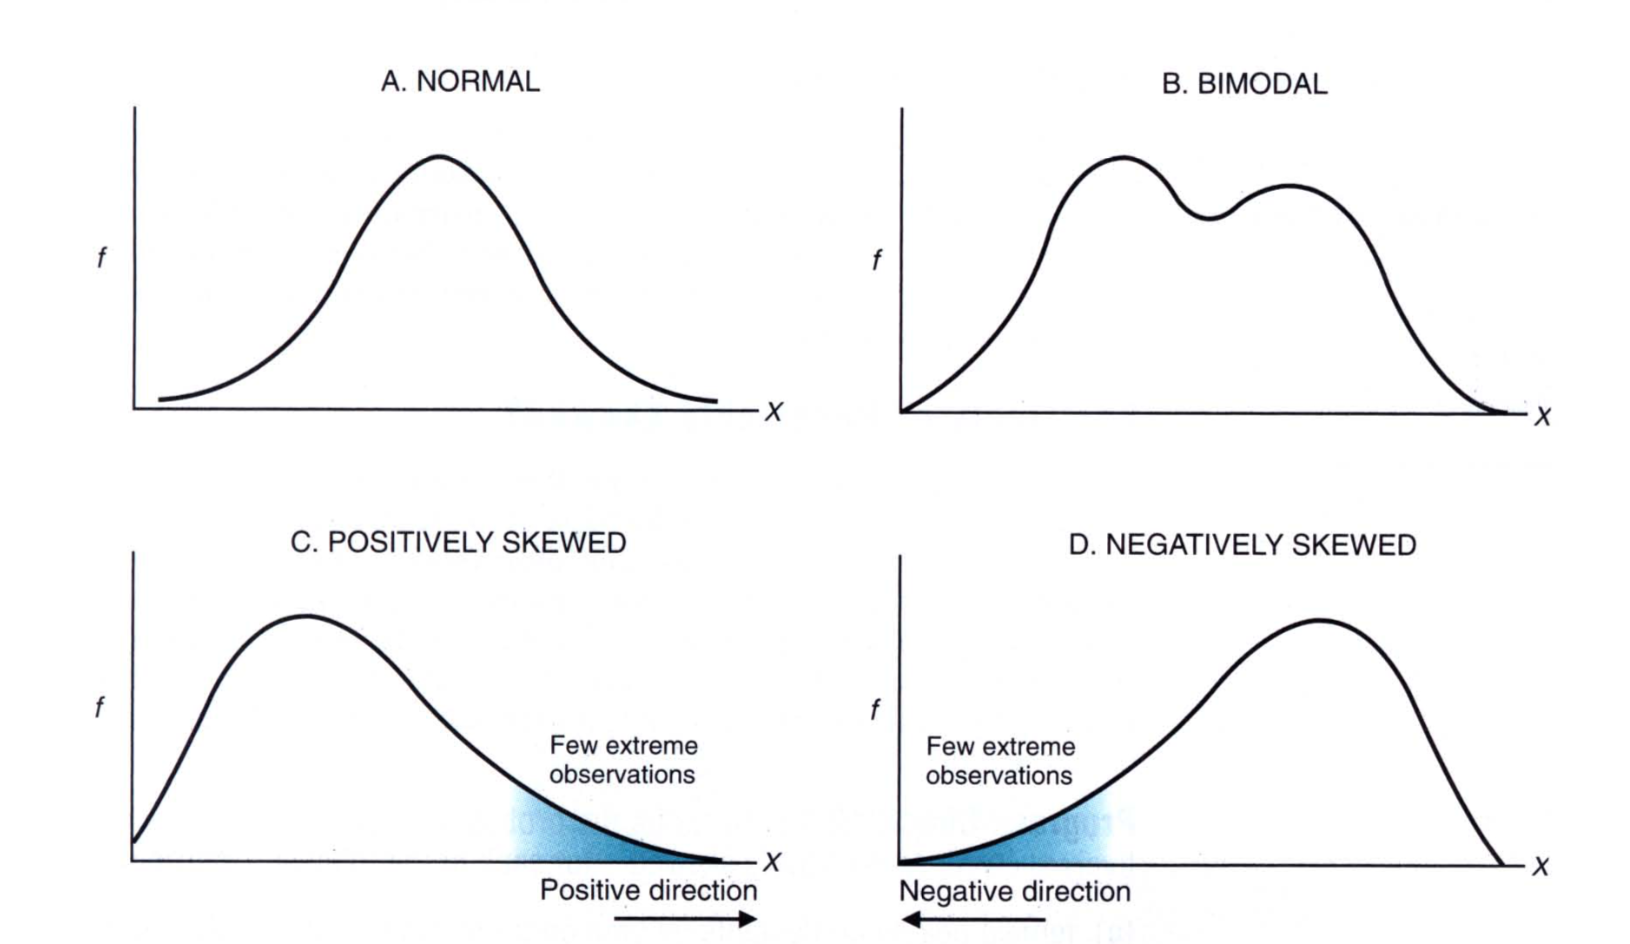 A. NORMAL
f
X
B. BIMODAL
f
X
C. POSITIVELY SKEWED
f
Few extreme
observations
X
Positive direction
D. NEGATIVELY SKEWED
f
Few extreme
observations
X
Negative direction